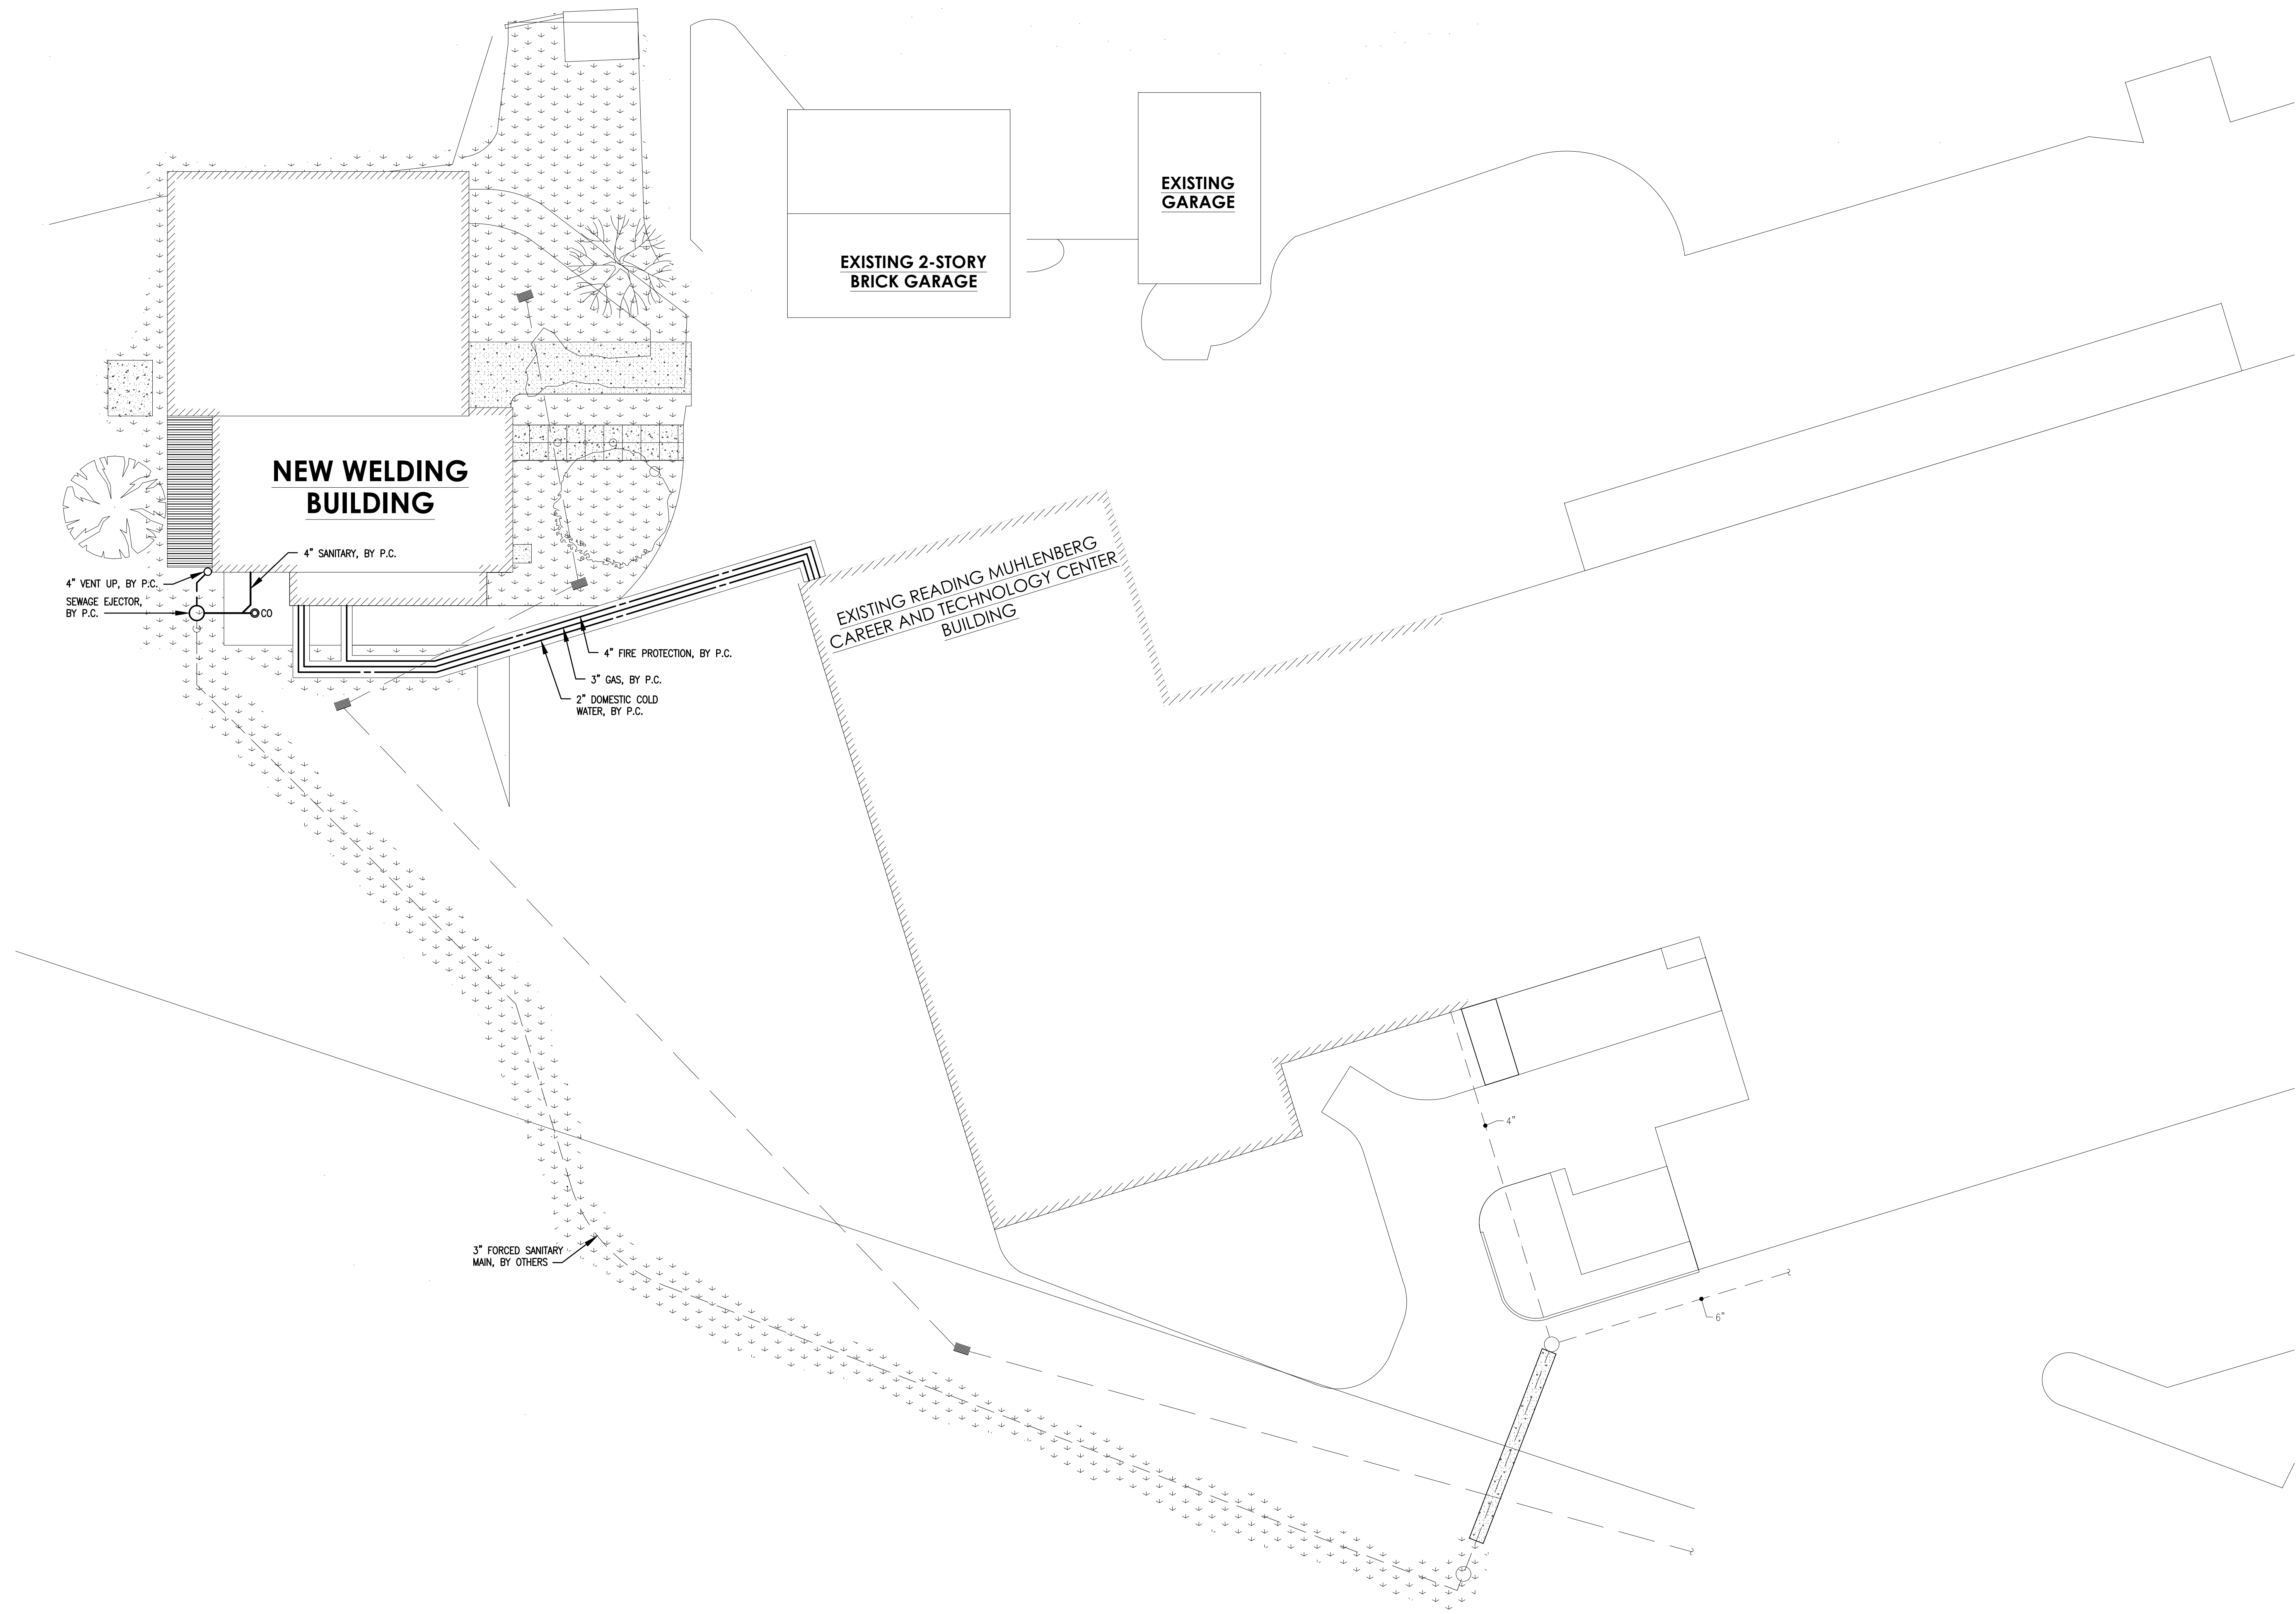 EXISTING
GARAGE
EXISTING 2-STORY
BRICK GARAGE
NEW WELDING
BUILDING
4" SANITARY, BY P.C.
4" VENT UP, BY P.C.
SEWAGE EJECTOR,
BY P.C.
CO
EXISTING READING MUHLENBERG
CAREER AND TECHNOLOGY CENTER
BUILDING
4" FIRE PROTECTION, BY P.C.
3" GAS, BY P.C.
2" DOMESTIC COLD
WATER, BY P.C.
4"
3" FORCED SANITARY
MAIN, BY OTHERS
6"